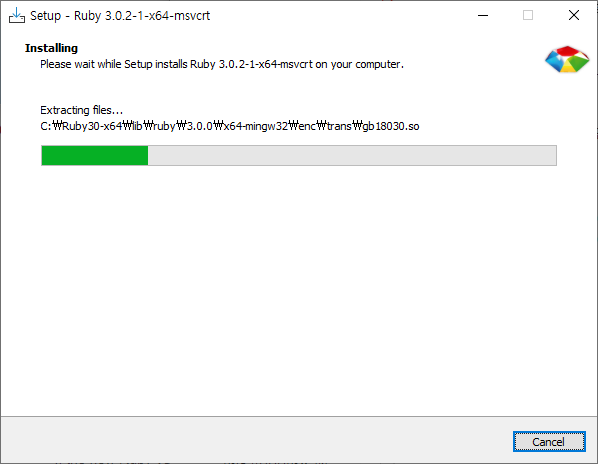 Setup - Ruby 3.0.2-1-x64-msvcrt
Installing
Please wait while Setup installs Ruby 3.0.2-1-x64-msvcrt on your computer.
Extracting files...
C:₩Ruby30-x64₩lib₩ruby₩3.0.0₩x64-mingw32₩enc₩trans₩gb18030.so
Cancel